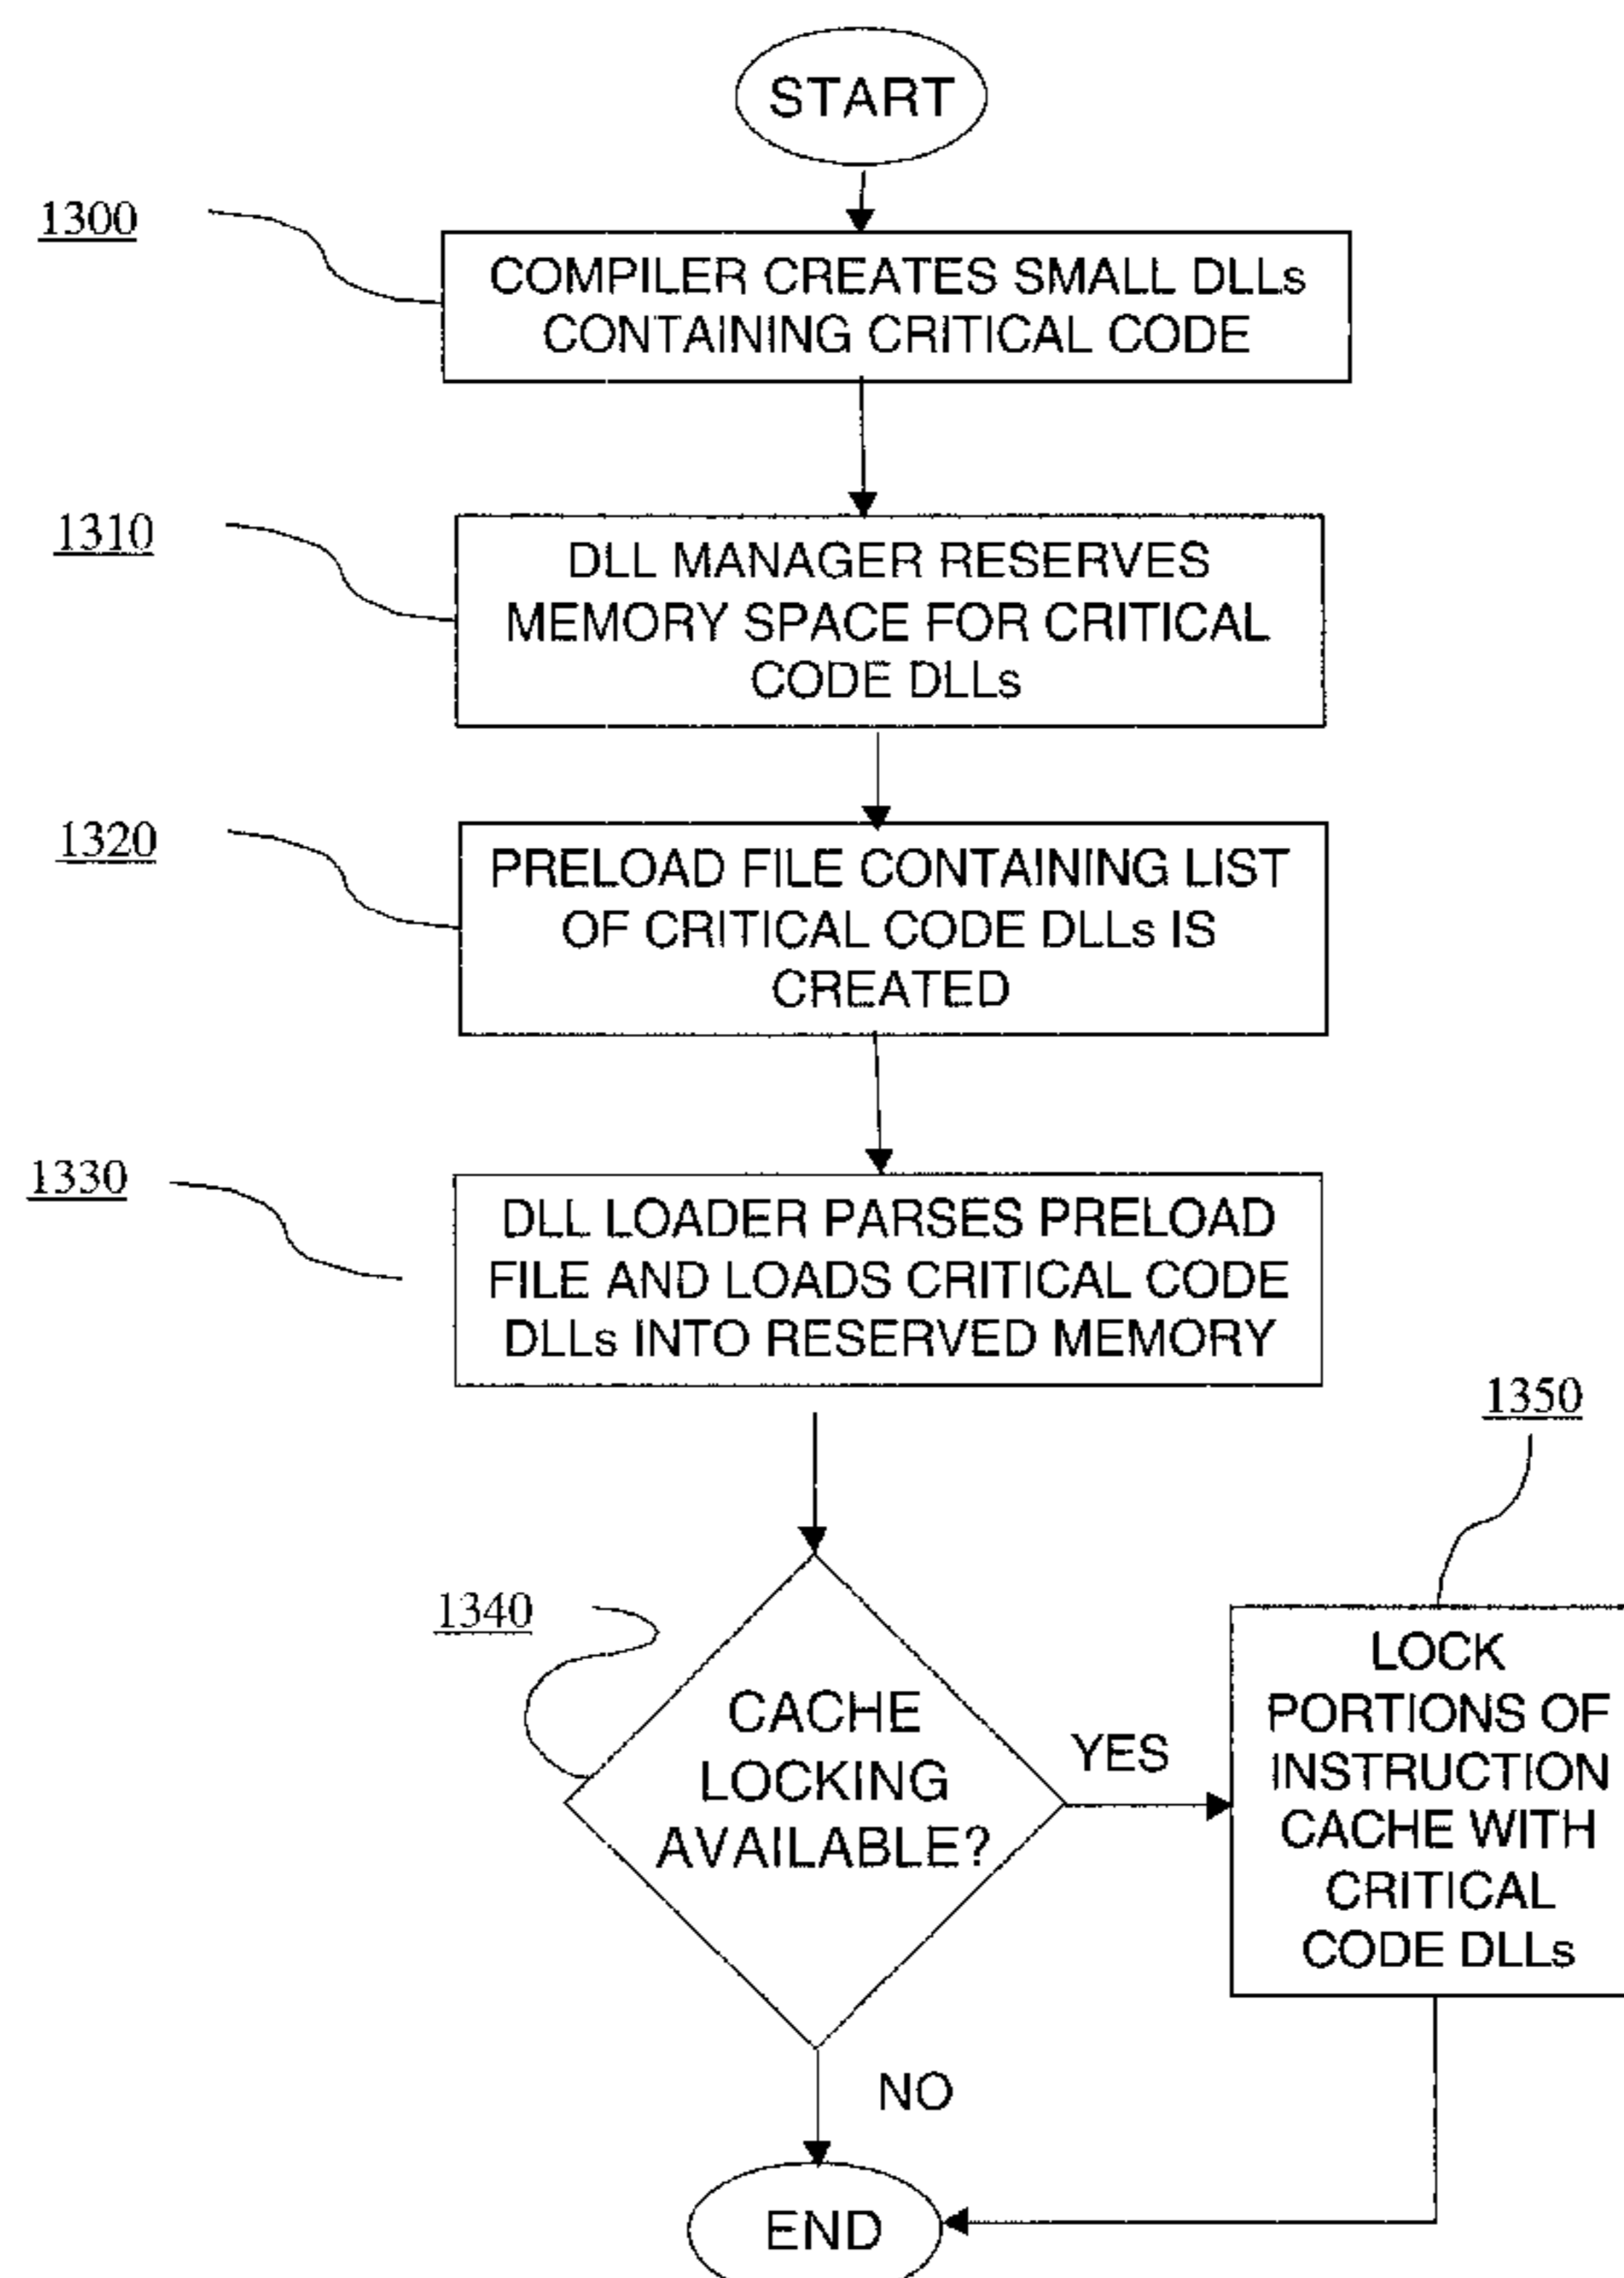 START
1300
COMPILER CREATES SMALL DLLs
CONTAINING CRITICAL CODE
1310
DLL MANAGER RESERVES
MEMORY SPACE FOR CRITICAL
CODE DLLs
1320
PRELOAD FILE CONTAINING LIST
OF CRITICAL CODE DLLs IS
CREATED
1330
DLL LOADER PARSES PRELOAD
FILE AND LOADS CRITICAL CODE
DLLs INTO RESERVED MEMORY
1340
CACHE
LOCKING
AVAILABLE?
YES
1350
LOCK
PORTIONS OF
INSTRUCTION
CACHE WITH
CRITICAL
CODE DLLs
NO
END